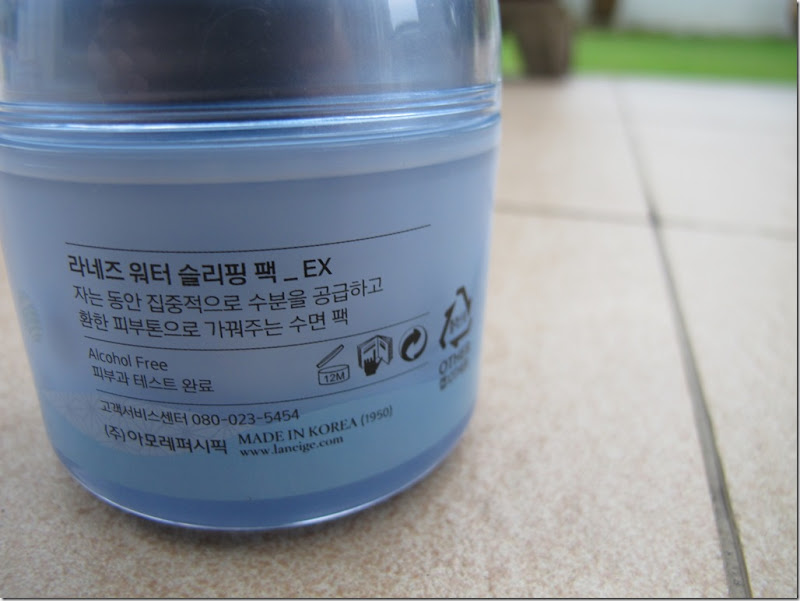 라네즈 워터 슬리핑 팩 _ EX
자는 동안 집중적으로 수분을 공급하고
환한 피부톤으로 가꿔주는 수면 팩
Alcohol Free
피부과 테스트 완료
12M
OTHER
고객서비스센터 080-023-5454
(주)아모레퍼시픽 MADE IN KOREA (1950)
www.laneige.com